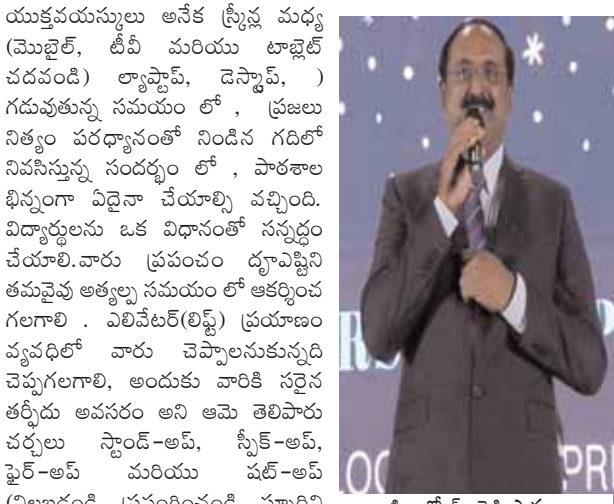 యుక్తవయస్కులు అనేక స్క్రీన్ల మధ్య
(మొబైల్, టీవీ మరియు టాబ్లెట్
చదవండి) ల్యాప్టాప్, డెస్క్టాప్, )
గడువుతున్న సమయం లో , ప్రజలు
నిత్యం పరధ్యానంతో నిండిన గదిలో
నివసిస్తున్న సందర్భం లో , పాఠశాల
భిన్నంగా ఏదైనా చేయాల్సి వచ్చింది.
విద్యార్థులను ఒక విధానంతో సన్నద్ధం
చేయాలి.వారు ప్రపంచం దృఎష్టిని
తమవైవు అత్యల్ప సమయం లో ఆకర్షించ
గలగాలి . ఎలివేటర్(లిఫ్ట్) ప్రయాణం
వ్యవధిలో వారు చెప్పాలనుకున్నది
చెప్పగలగాలి, అందుకు వారికి సరైన
తర్ఫీదు అవసరం అని ఆమె తెలిపారు
చర్చలు స్టాండ్-అప్, స్పీక్-అప్,
ఫైర్-అప్ మరియు షట్-అప్